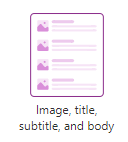 Image, title,
subtitle, and body